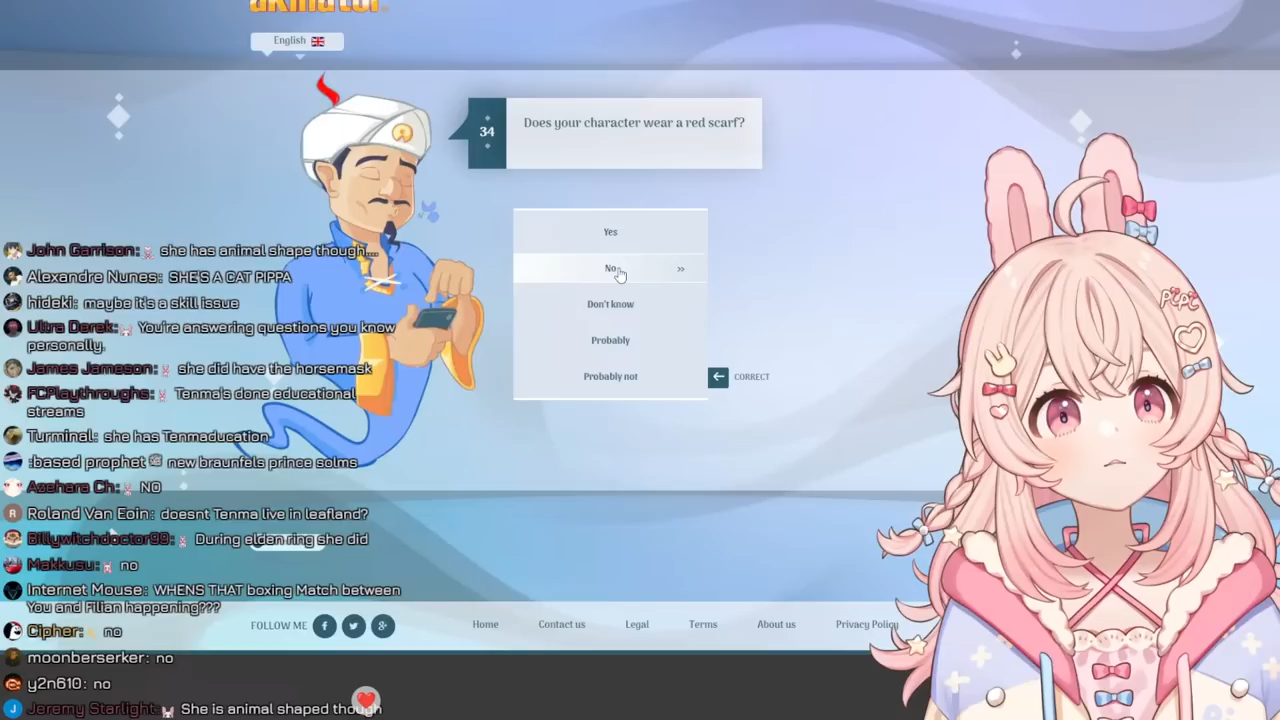 akinator
English
34
Does your character wear a red scarf?
Yes
No
»
Don't know
Probably
Probably not
CORRECT
John Garrison: she has animal shape though....
Alexandre Nunes: SHE'S A CAT PIPPA
hideki: maybe it's a skill issue
Ultra Derek: You're answering questions you know
personally.
James Jameson: she did have the horsemask
FCPlaythroughs: Tenma's done educational
streams
Turminal: she has Tenmaducation
:based prophet new braunfels prince solms
Azehara Ch: NO
Roland Van Eoin: doesnt Tenma live in leafland?
Billywitchdoctor99: During elden ring she did
Makkusu: no
Internet Mouse: WHENS THAT boxing Match between
You and Filian happening???
Cipher: no
moonberserker: no
y2n610: no
Jeremy Starlight: She is animal shaped though
FOLLOW ME
Home
Contact us
Legal
Terms
About us
Privacy Policy